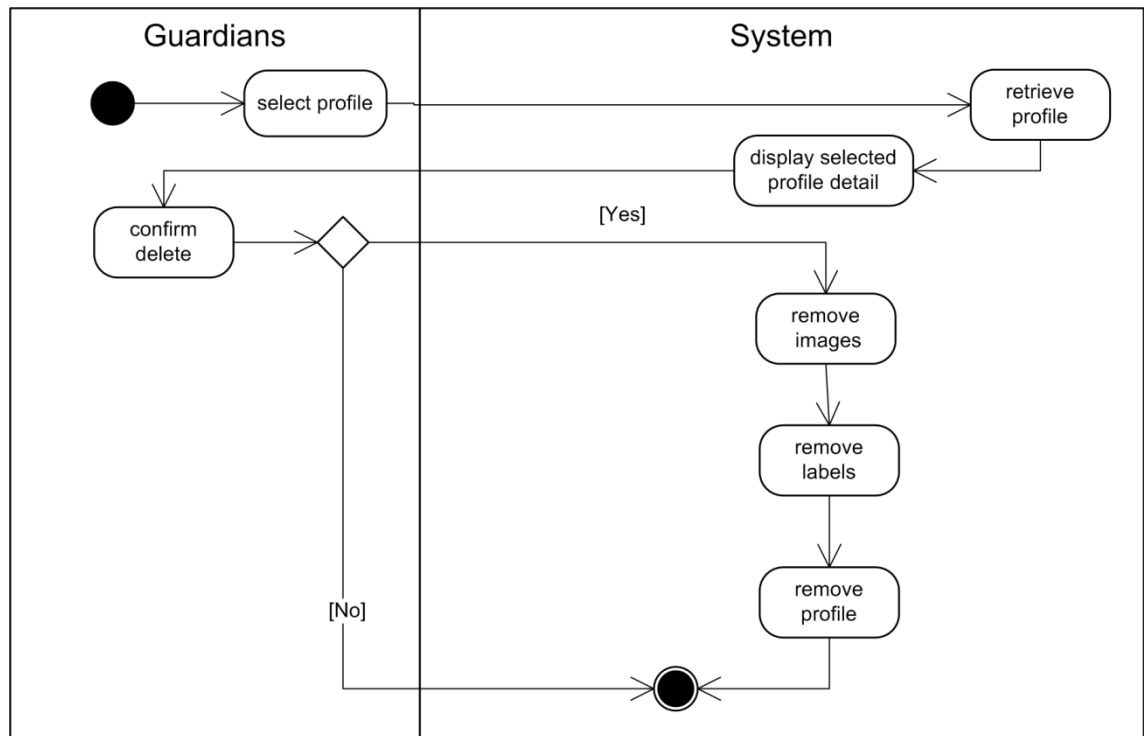 Guardians
System
select profile
retrieve
profile
display selected
profile detail
confirm
delete
[Yes]
remove
images
remove
labels
remove
profile
[No]